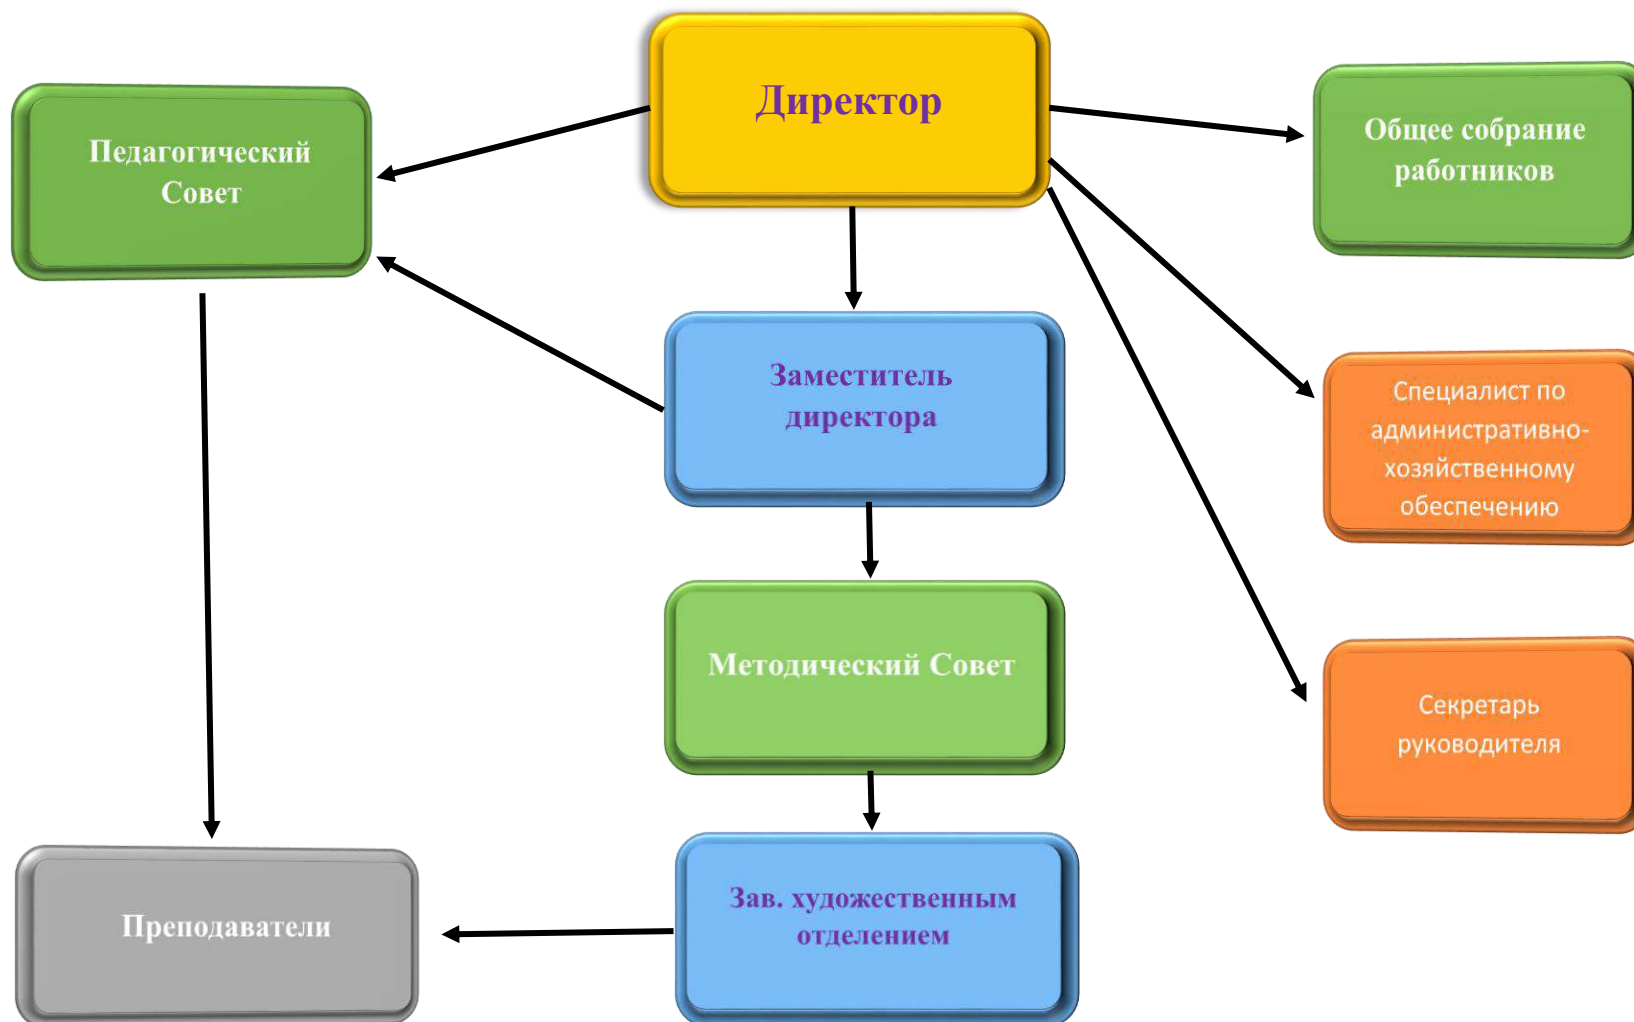 Директор
Педагогический
Совет
Общее собрание
работников
Заместитель
директора
Специалист по
административно-
хозяйственному
обеспечению
Методический Совет
Секретарь
руководителя
Преподаватели
Зав. художественным
отделением